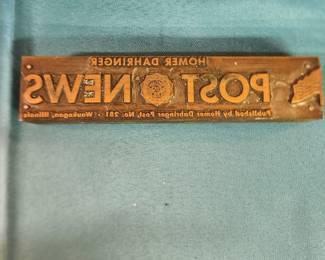 HOMER DAHRINGER
POST NEWS
Published by Homer Dahringer Post, No. 281 - Waukegan, Illinois